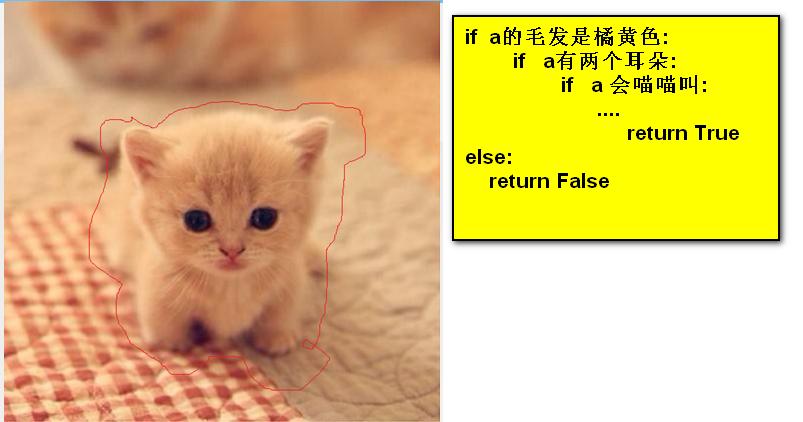 if a的毛发是橘黄色:
if a有两个耳朵:
if a 会喵喵叫:
....
return True
else:
return False